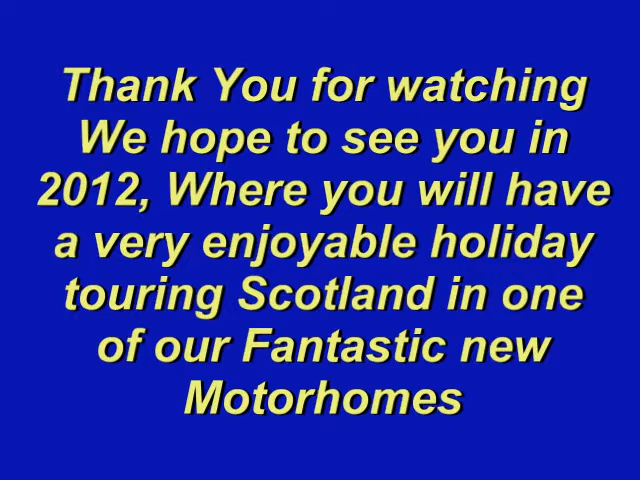 Thank You for watching
We hope to see you in
2012, Where you will have
a very enjoyable holiday
touring Scotland in one
of our Fantastic new
Motorhomes